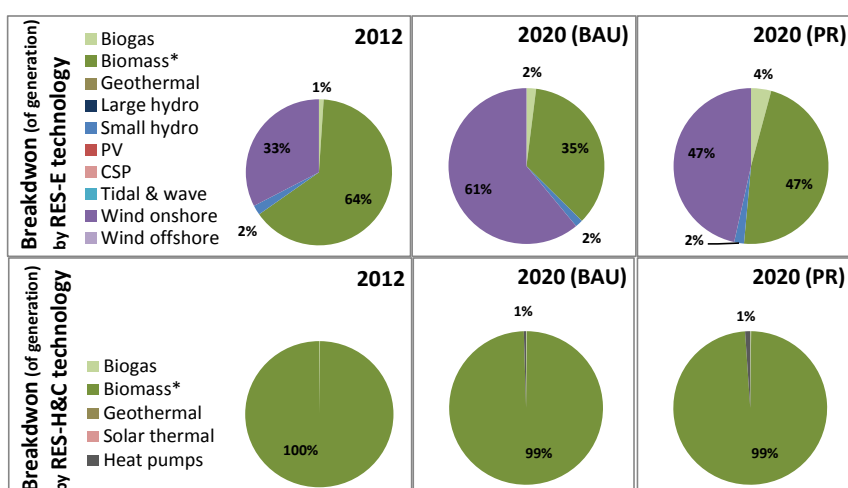 Breakdwon (of generation)
by RES-E technology
Biogas
Biomass*
Geothermal
Large hydro
Small hydro
PV
CSP
Tidal & wave
Wind onshore
Wind offshore
2012
1%
33%
64%
2%
2020 (BAU)
2%
35%
61%
2%
2020 (PR)
4%
47%
47%
2%
Breakdwon (of generation)
by RES-H&C technology
Biogas
Biomass*
Geothermal
Solar thermal
Heat pumps
2012
100%
2020 (BAU)
1%
99%
2020 (PR)
1%
99%